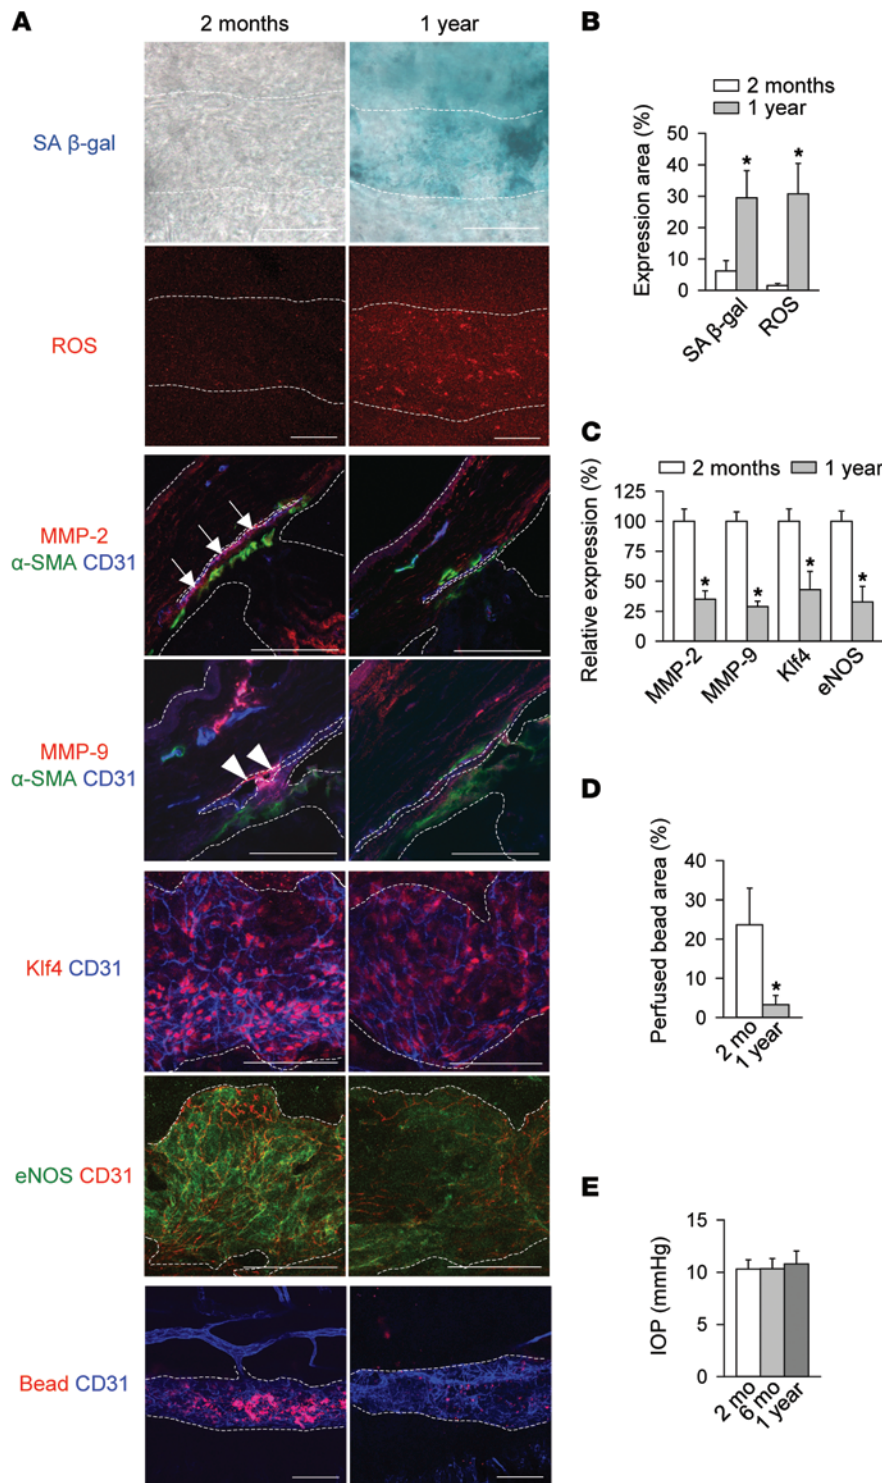 A
2 months 1 year
SA β-gal
ROS
MMP-2
α-SMA CD31
MMP-9
α-SMA CD31
Klf4 CD31
eNOS CD31
Bead CD31
B
2 months
1 year
Expression area (%)
50
40
30
20
10
0
* *
SA β-gal ROS
C
2 months 1 year
Relative expression (%)
125
100
75
50
25
0
* * * *
MMP-2 MMP-9 Klf4 eNOS
D
Perfused bead area (%)
40
30
20
10
0
*
2 mo 1 year
E
IOP (mmHg)
15
10
5
0
2 mo 6 mo 1 year